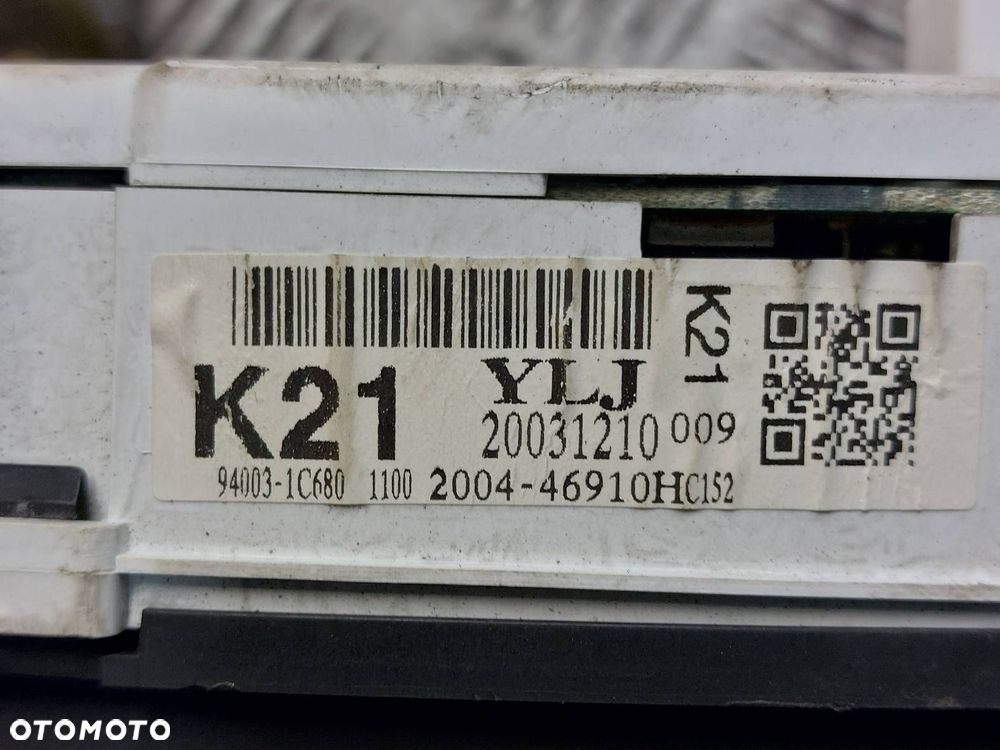 K21
K21 YLJ
20031210 009
94003-1C680 1100 2004-46910HC152
OTOMOTO